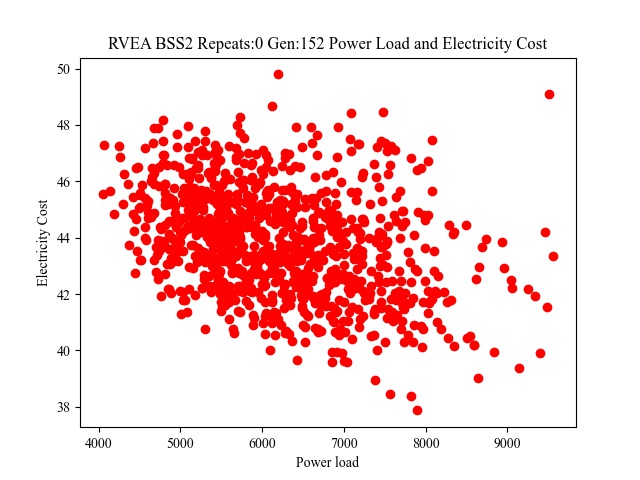 RVEA BSS2 Repeats:0 Gen:152 Power Load and Electricity Cost
50
48
46
44
42
40
38
Electricity Cost
4000 5000 6000 7000 8000 9000
Power load